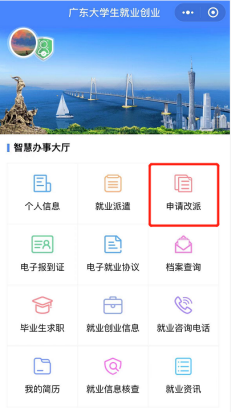 广东大学生就业创业
智慧办事大厅
个人信息 就业派遣 申请改派
电子报到证 电子就业协议 档案查询
毕业生求职 就业创业信息 就业咨询电话
我的简历 就业信息核查 就业资讯